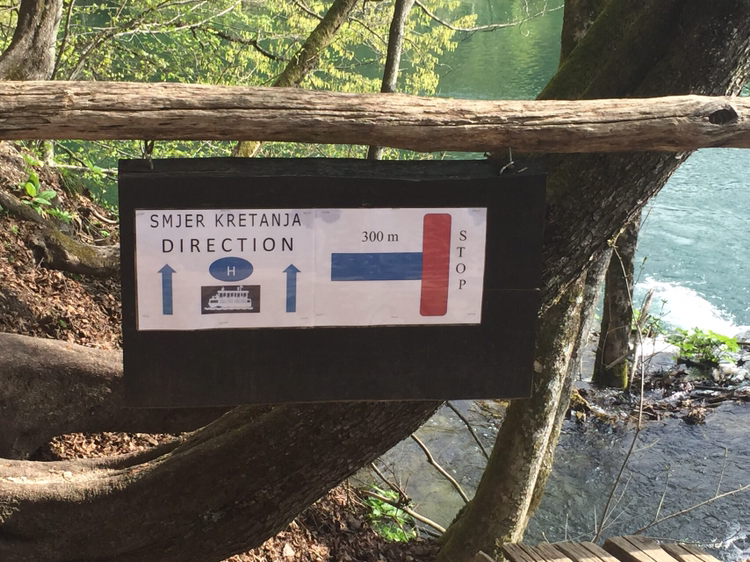 SMJER KRETANJA
DIRECTION
H
300 m
STOP